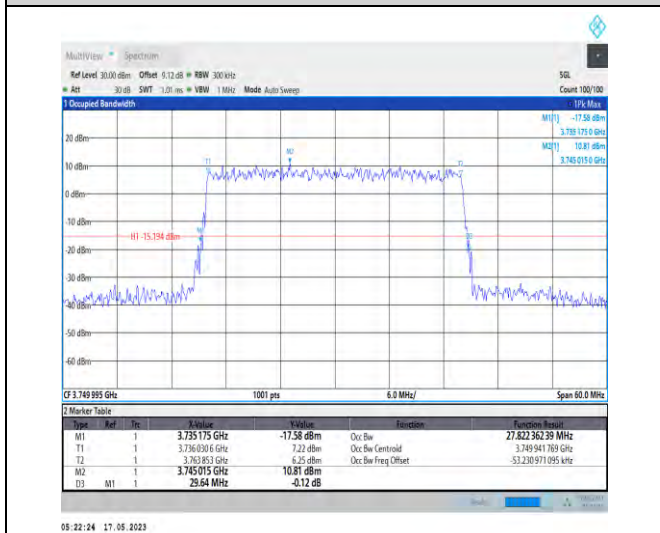 MultiView Spectrum
Ref Level 30.00 dBm Offset 9.12 dB RBW 300 kHz SGL
Att 30 dB SWT 1.01 ms VBW 1 MHz Mode Auto Sweep Count 100/100
1 Occupied Bandwidth 1Pk Max
M1[1] -17.58 dBm
3.735 175 0 GHz
M2[1] 10.81 dBm
3.745 015 0 GHz
20 dBm
10 dBm
0 dBm
-10 dBm
-20 dBm
-30 dBm
-40 dBm
-50 dBm
-60 dBm
T1
M2
H1 -15.194 dBm
CF 3.749 995 GHz 1001 pts 6.0 MHz/ Span 60.0 MHz
2 Marker Table
Type Ref Trc X-Value Y-Value Function Function Result
M1 1 3.735 175 GHz -17.58 dBm Occ Bw 27.822 362 39 MHz
T1 1 3.736 030 6 GHz 7.22 dBm Occ Bw Centroid 3.749 941 769 GHz
T2 1 3.763 853 GHz 6.25 dBm Occ Bw Freq Offset -53.230 971 095 kHz
M2 1 3.745 015 GHz 10.81 dBm
D3 M1 1 29.64 MHz -0.12 dB
05:22:24 17.05.2023